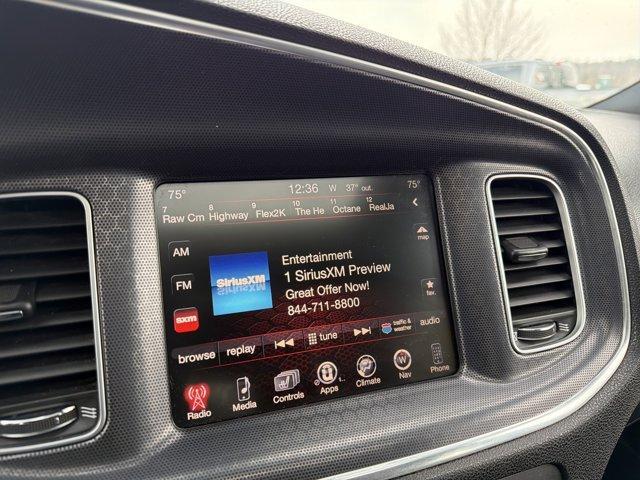 75° 12:36 W 37° out. 75°
7 8 9 10 11 12
Raw Cm Highway Flex2K The He Octane RealJa
map
AM
FM
sxm
SiriusXM
Entertainment
1 SiriusXM Preview
Great Offer Now!
844-711-8800
fav.
browse replay tune traffic & weather audio
Radio Media Controls Apps Climate Nav Phone